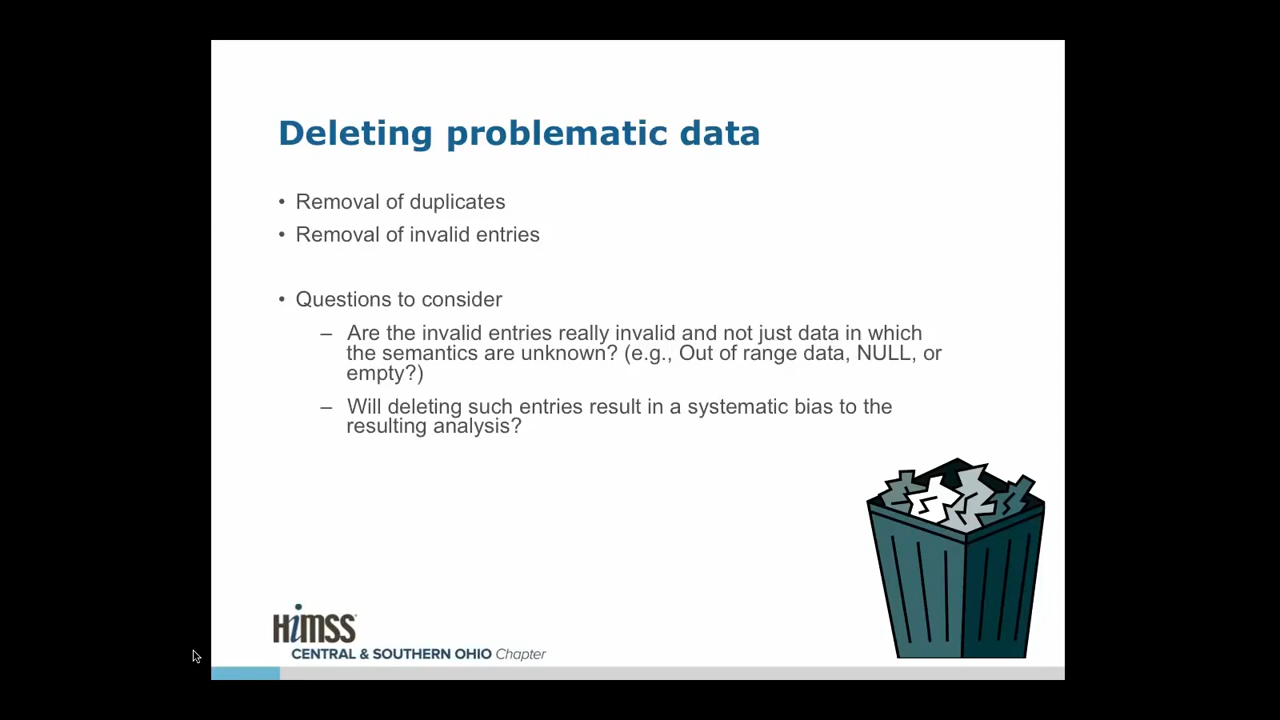 Deleting problematic data
• Removal of duplicates
• Removal of invalid entries
• Questions to consider
– Are the invalid entries really invalid and not just data in which
the semantics are unknown? (e.g., Out of range data, NULL, or
empty?)
– Will deleting such entries result in a systematic bias to the
resulting analysis?
HiMSS
CENTRAL & SOUTHERN OHIO Chapter